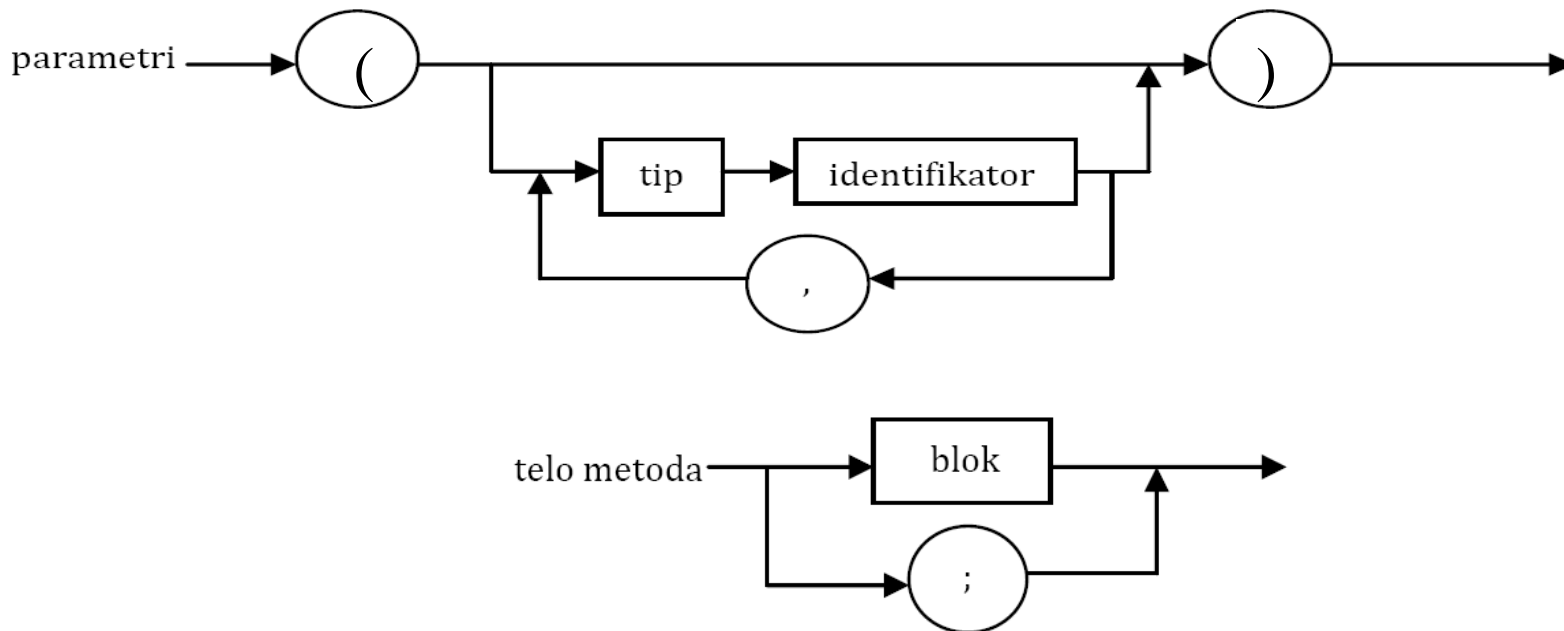 parametri ( )
tip identifikator
,
telo metoda blok
;